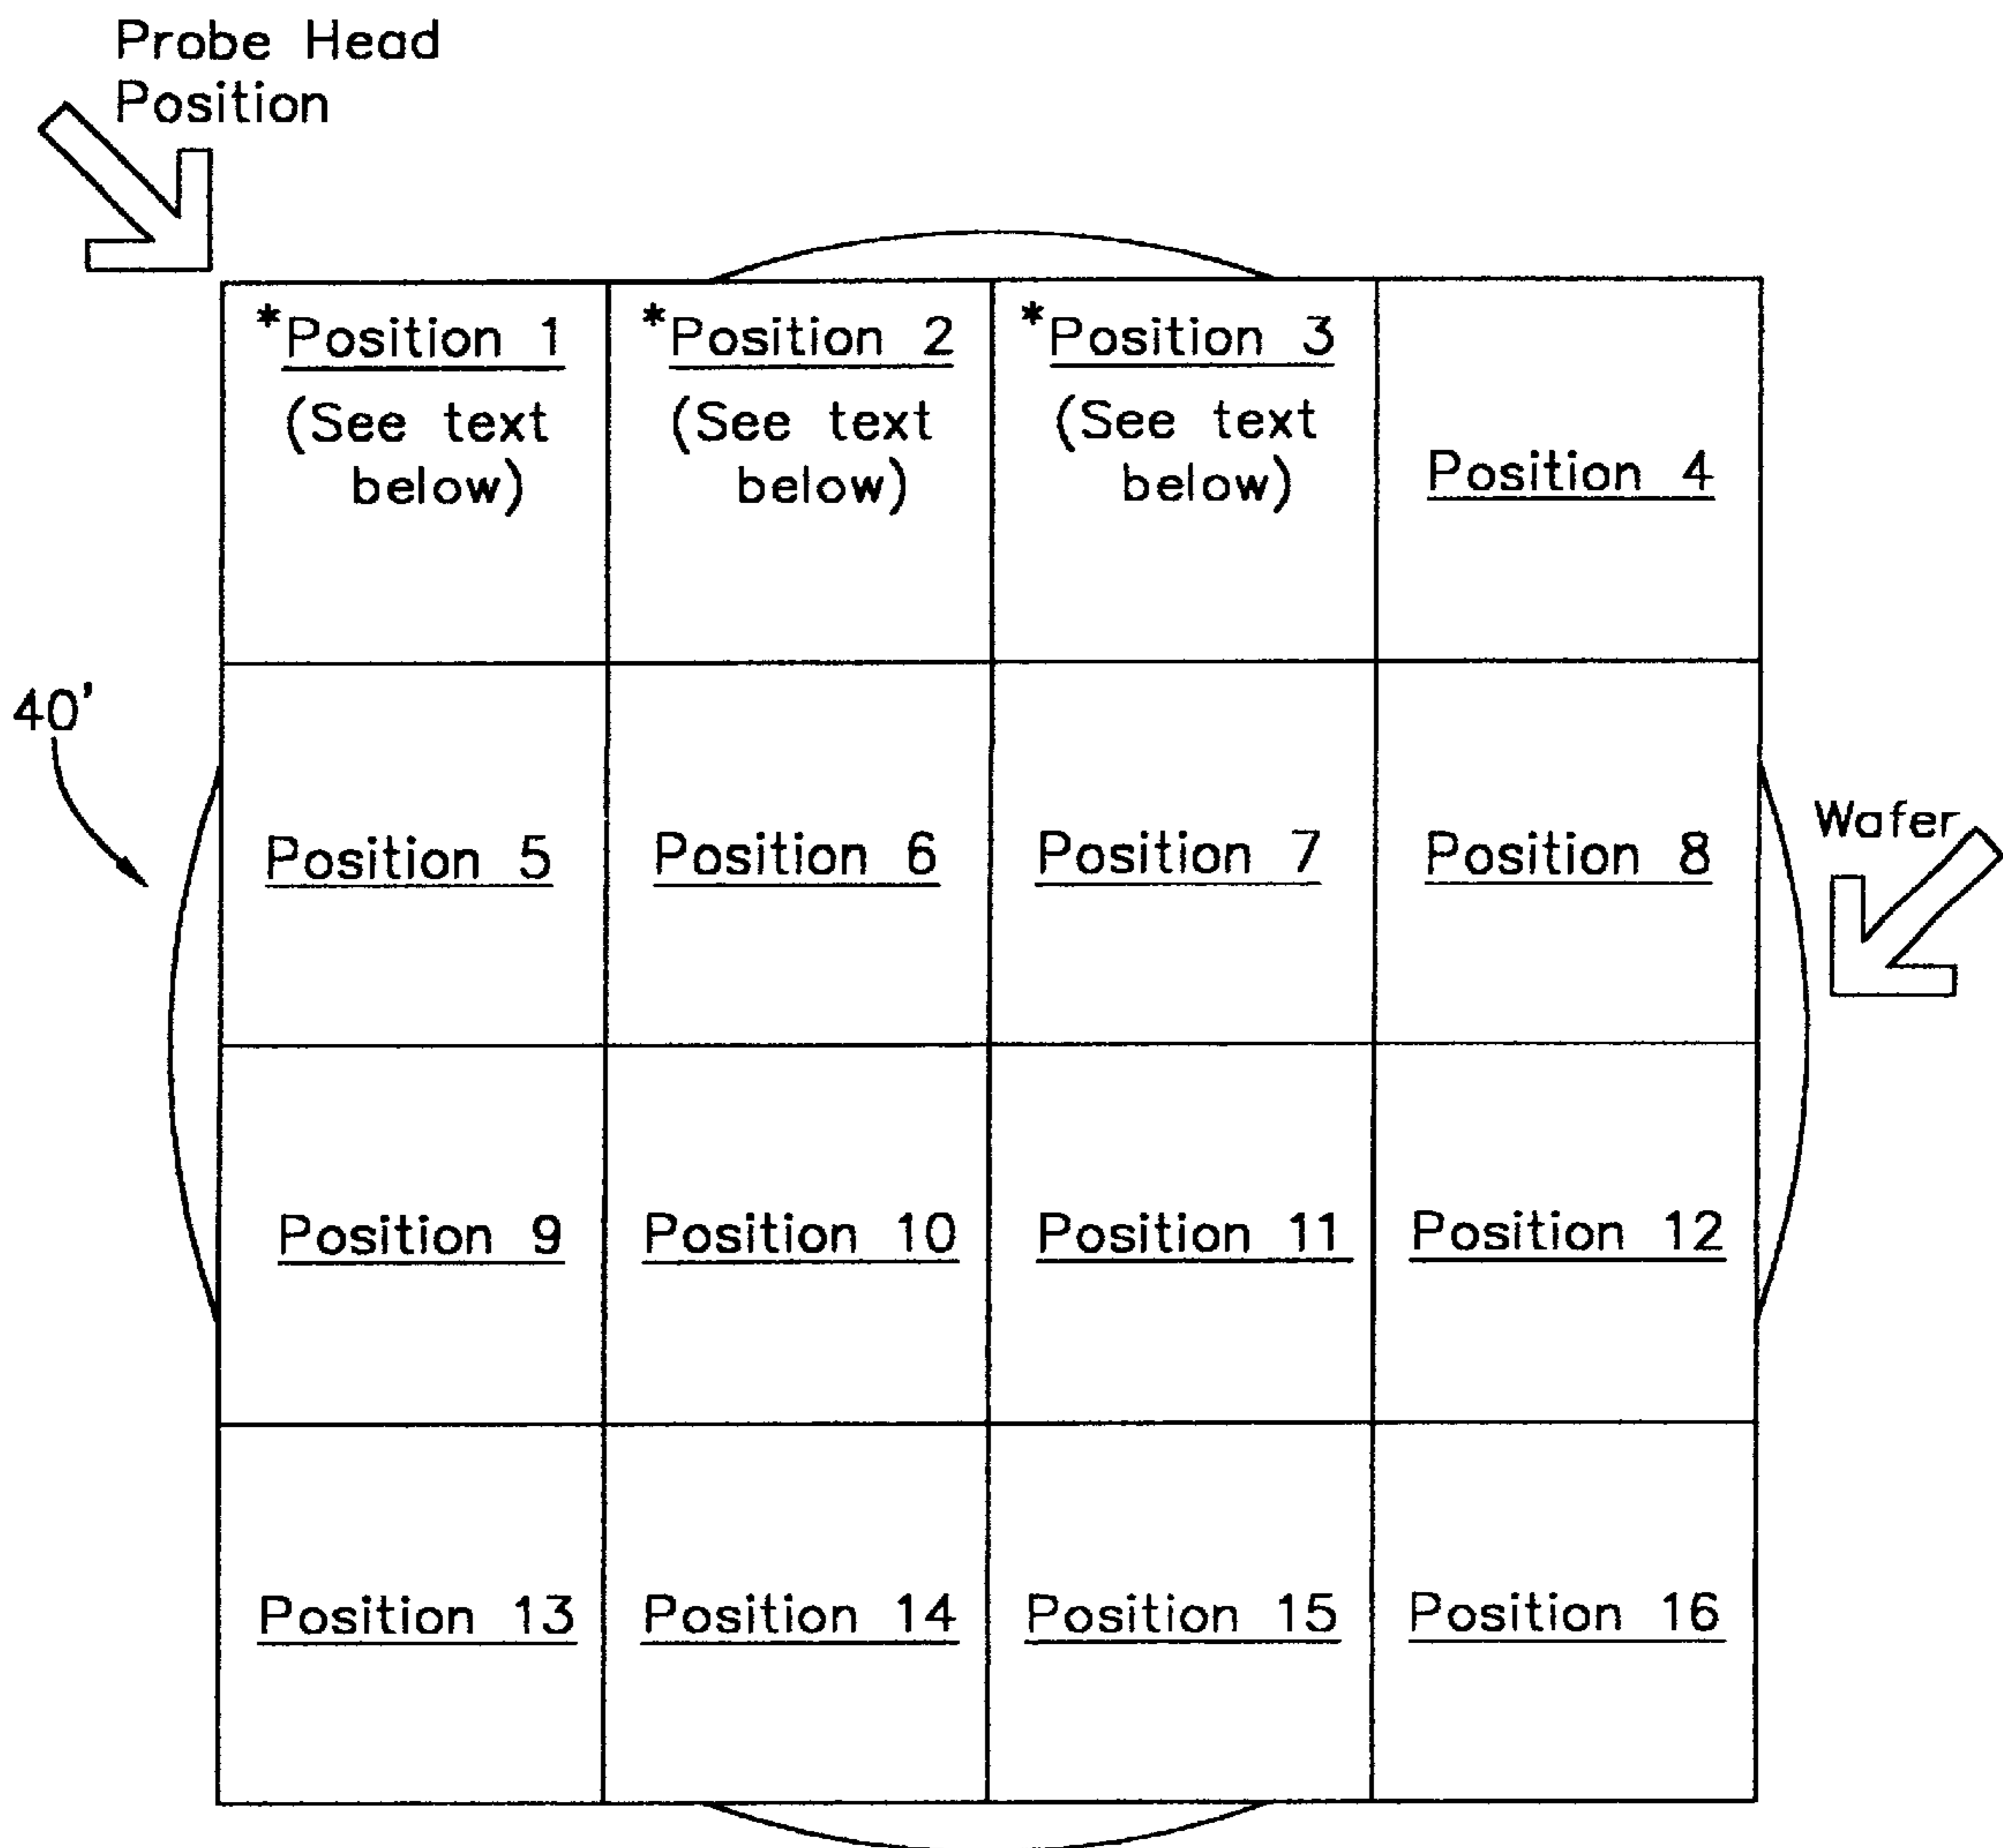 Probe Head
Position
*Position 1
(See text
below)
*Position 2
(See text
below)
*Position 3
(See text
below)
Position 4
40'
Position 5
Position 6
Position 7
Position 8
Wafer
Position 9
Position 10
Position 11
Position 12
Position 13
Position 14
Position 15
Position 16